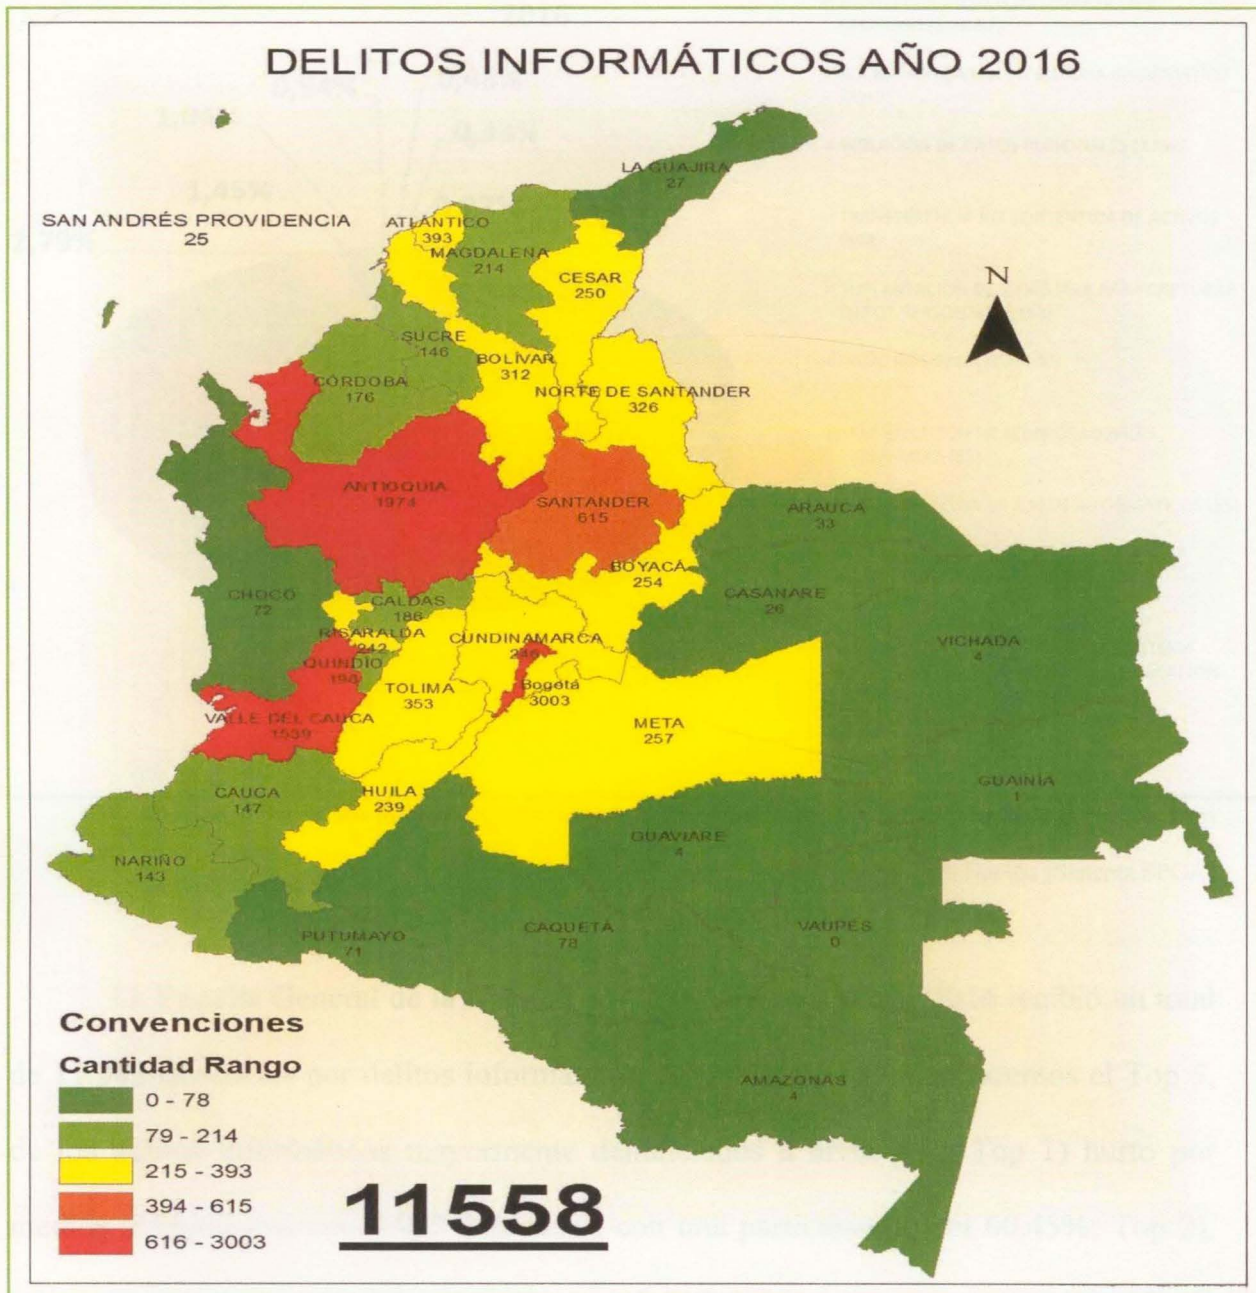 DELITOS INFORMÁTICOS AÑO 2016
LA GUAJIRA
27
SAN ANDRÉS PROVIDENCIA
25
ATLÁNTICO
393
MAGDALENA
214
CESAR
250
N
SUCRE
146
BOLÍVAR
312
CÓRDOBA
176
NORTE DE SANTANDER
326
ANTIOQUIA
1974
SANTANDER
615
ARAUCA
33
BOYACÁ
254
CHOCÓ
72
CALDAS
186
CASANARE
26
RISARALDA
242
CUNDINAMARCA
246
VICHADA
4
QUINDÍO
TOLIMA
353
Bogotá
3003
VALLE DEL CAUCA
1539
META
257
CAUCA
147
HUILA
239
GUAINÍA
1
GUAVIARE
4
NARIÑO
143
PUTUMAYO
71
CAQUETÁ
78
VAUPÉS
0
AMAZONAS
4
Convenciones
Cantidad Rango
0 - 78
79 - 214
215 - 393
394 - 615
616 - 3003
11558